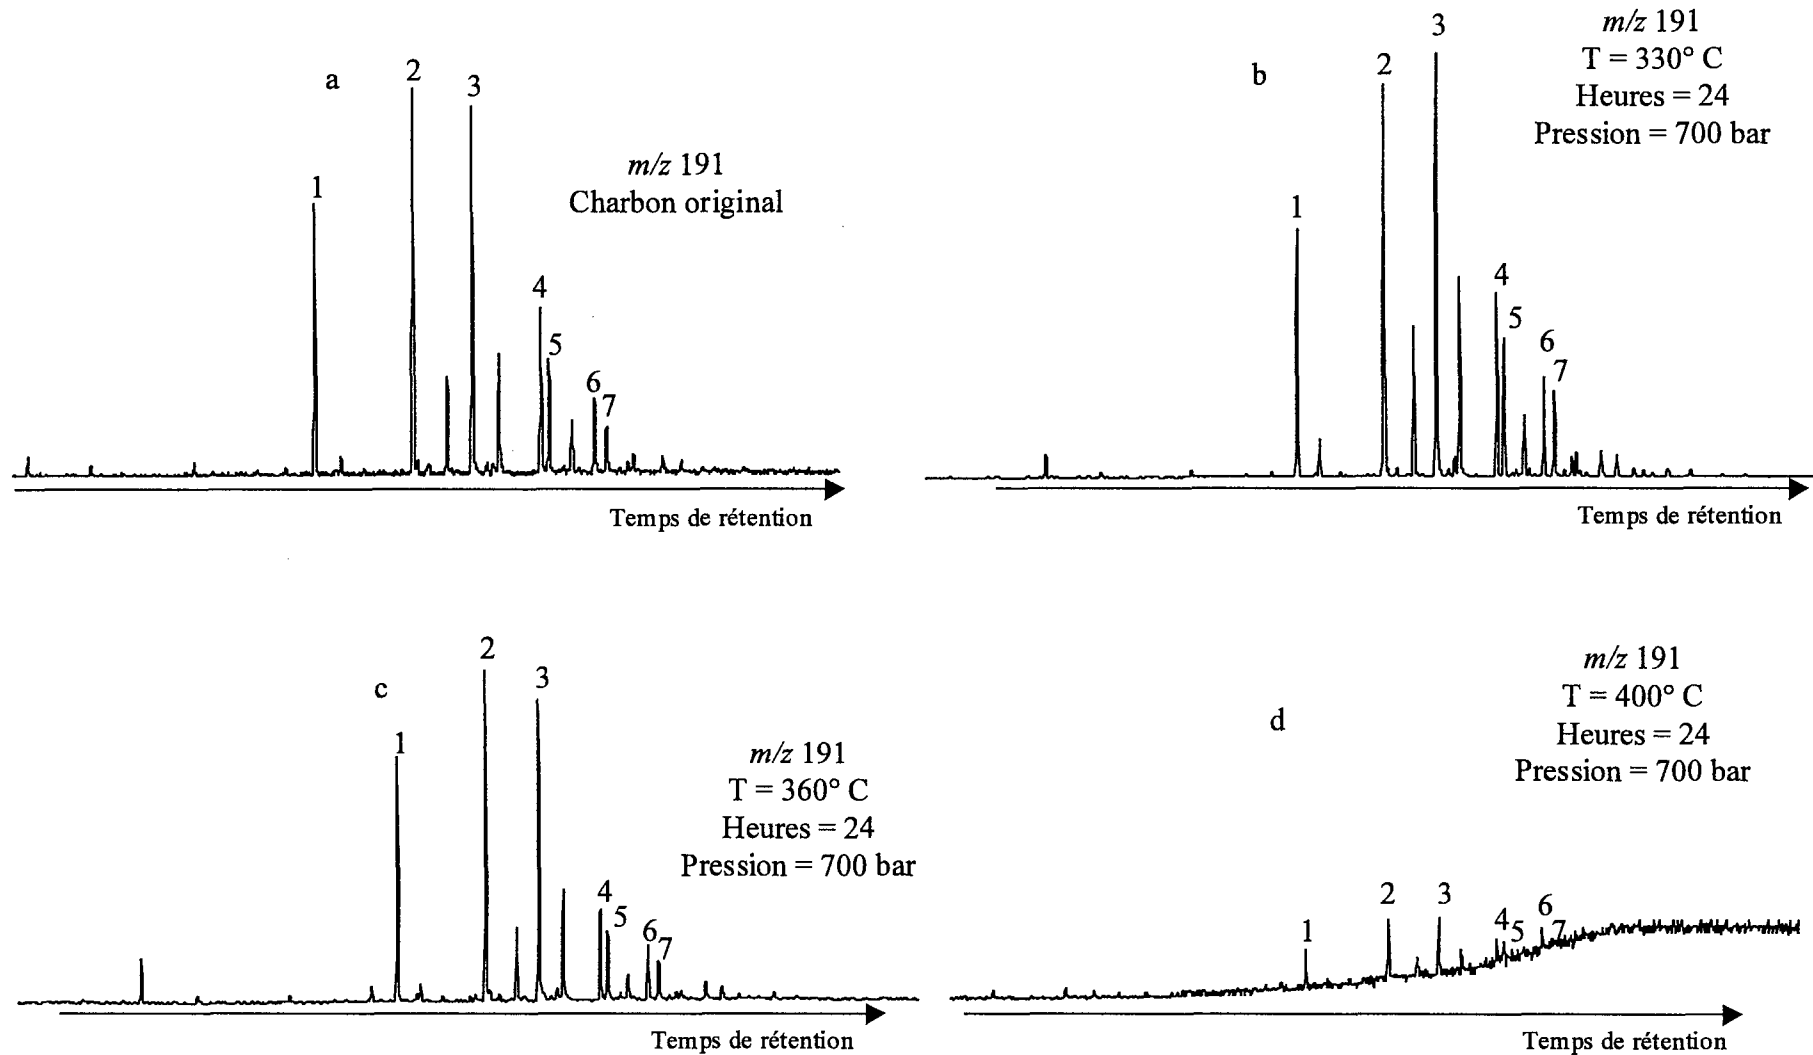 a
1
2
3
4
5
6
7
m/z 191
Charbon original
Temps de rétention
b
1
2
3
4
5
6
7
m/z 191
T = 330° C
Heures = 24
Pression = 700 bar
Temps de rétention
c
1
2
3
4
5
6
7
m/z 191
T = 360° C
Heures = 24
Pression = 700 bar
Temps de rétention
d
1
2
3
4
5
6
7
m/z 191
T = 400° C
Heures = 24
Pression = 700 bar
Temps de rétention